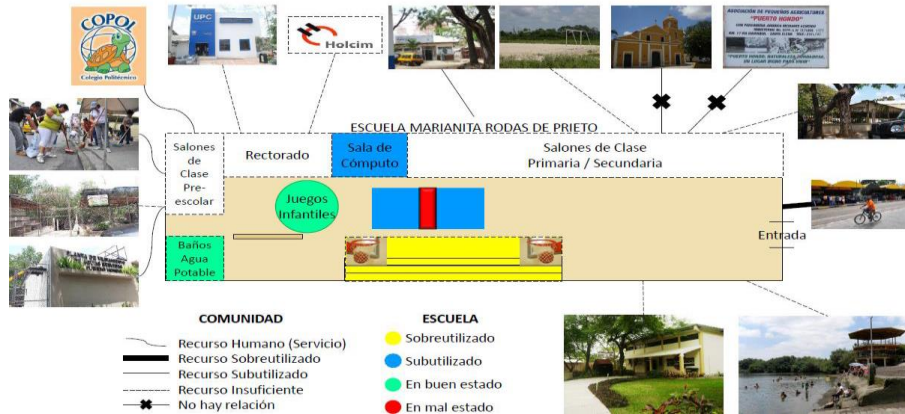 COPOL
Colegio Politécnico
UPC
Holcim
ASOCIACIÓN DE PEQUEÑOS AGRICULTORES
"PUERTO HONDO"
ESCUELA MARIANITA RODAS DE PRIETO
Salones
de
Clase
Pre-
escolar
Rectorado
Sala de
Cómputo
Salones de Clase
Primaria / Secundaria
Juegos
Infantiles
Entrada
Baños
Agua
Potable
COMUNIDAD
Recurso Humano (Servicio)
Recurso Sobreutilizado
Recurso Subutilizado
Recurso Insuficiente
No hay relación
ESCUELA
Sobreutilizado
Subutilizado
En buen estado
En mal estado